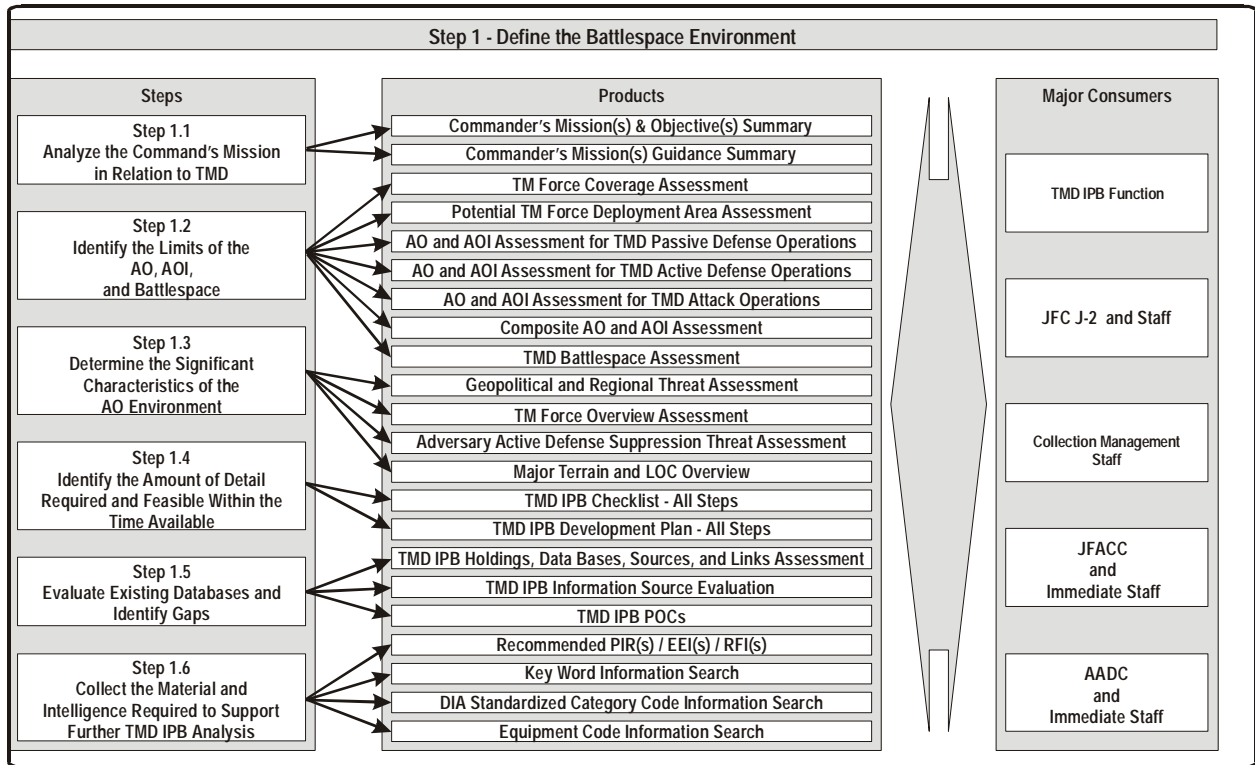 Step 1 - Define the Battlespace Environment
Steps
Step 1.1
Analyze the Command's Mission
in Relation to TMD
Step 1.2
Identify the Limits of the
AO, AOI,
and Battlespace
Step 1.3
Determine the Significant
Characteristics of the
AO Environment
Step 1.4
Identify the Amount of Detail
Required and Feasible Within the
Time Available
Step 1.5
Evaluate Existing Databases and
Identify Gaps
Step 1.6
Collect the Material and
Intelligence Required to Support
Further TMD IPB Analysis
Products
Commander's Mission(s) & Objective(s) Summary
Commander's Mission(s) Guidance Summary
TM Force Coverage Assessment
Potential TM Force Deployment Area Assessment
AO and AOI Assessment for TMD Passive Defense Operations
AO and AOI Assessment for TMD Active Defense Operations
AO and AOI Assessment for TMD Attack Operations
Composite AO and AOI Assessment
TMD Battlespace Assessment
Geopolitical and Regional Threat Assessment
TM Force Overview Assessment
Adversary Active Defense Suppression Threat Assessment
Major Terrain and LOC Overview
TMD IPB Checklist - All Steps
TMD IPB Development Plan - All Steps
TMD IPB Holdings, Data Bases, Sources, and Links Assessment
TMD IPB Information Source Evaluation
TMD IPB POCs
Recommended PIR(s) / EEI(s) / RFI(s)
Key Word Information Search
DIA Standardized Category Code Information Search
Equipment Code Information Search
Major Consumers
TMD IPB Function
JFC J-2 and Staff
Collection Management
Staff
JFACC
and
Immediate Staff
AADC
and
Immediate Staff